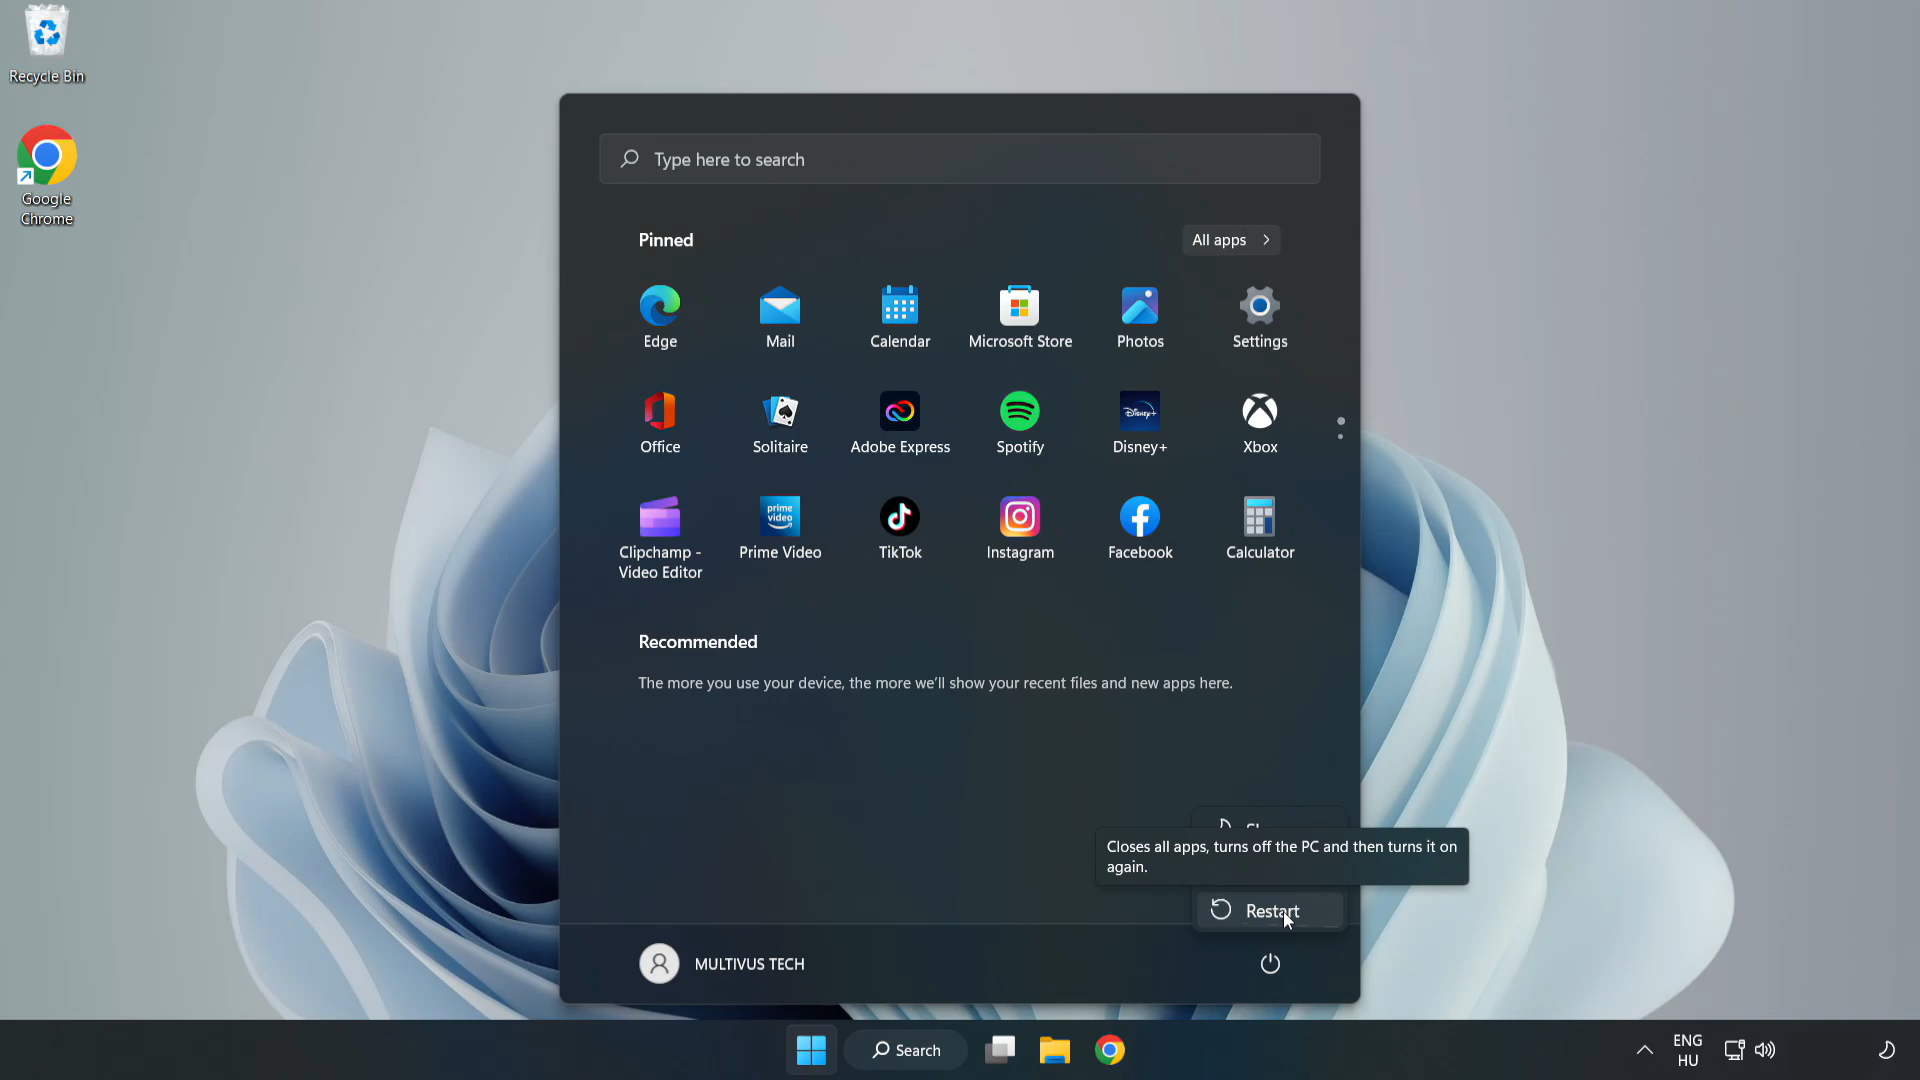 Recycle Bin
Google
Chrome
Type here to search
Pinned
All apps
Edge
Mail
Calendar
Microsoft Store
Photos
Settings
Office
Solitaire
Adobe Express
Spotify
Disney+
Disney+
Xbox
prime
video
Clipchamp -
Video Editor
Prime Video
TikTok
Instagram
Facebook
Calculator
Recommended
The more you use your device, the more we'll show your recent files and new apps here.
Closes all apps, turns off the PC and then turns it on
again.
Restart
MULTIVUS TECH
Search
ENG
HU